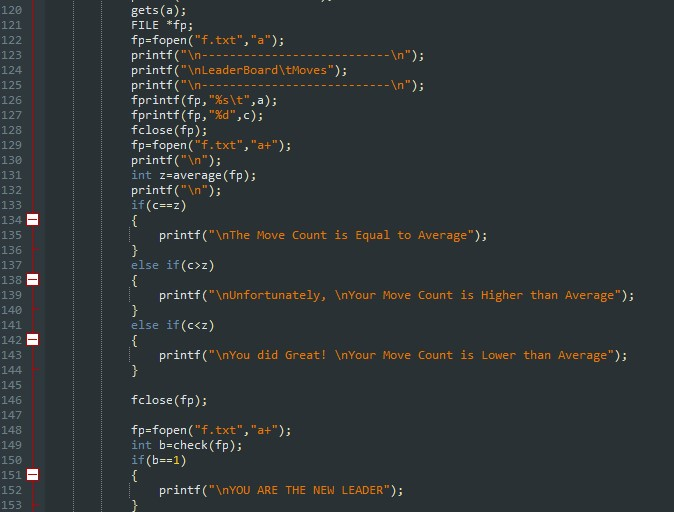 120 gets(a);
121 FILE *fp;
122 fp=fopen("f.txt","a");
123 printf("\n---------------------------\n");
124 printf("\nLeaderBoard\tMoves");
125 printf("\n---------------------------\n");
126 fprintf(fp,"%s\t",a);
127 fprintf(fp,"%d",c);
128 fclose(fp);
129 fp=fopen("f.txt","a+");
130 printf("\n");
131 int z=average(fp);
132 printf("\n");
133 if(c==z)
134 {
135 printf("\nThe Move Count is Equal to Average");
136 }
137 else if(c>z)
138 {
139 printf("\nUnfortunately, \nYour Move Count is Higher than Average");
140 }
141 else if(c<z)
142 {
143 printf("\nYou did Great! \nYour Move Count is Lower than Average");
144 }
145
146 fclose(fp);
147
148 fp=fopen("f.txt","a+");
149 int b=check(fp);
150 if(b==1)
151 {
152 printf("\nYOU ARE THE NEW LEADER");
153 }